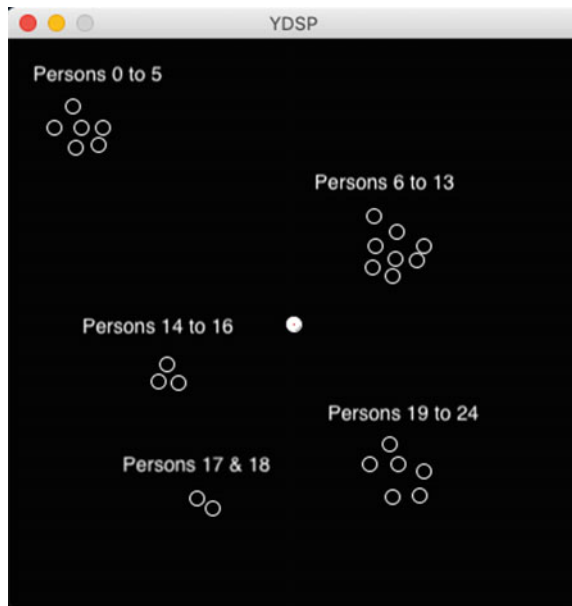 YDSP
Persons 0 to 5
Persons 6 to 13
Persons 14 to 16
Persons 19 to 24
Persons 17 & 18